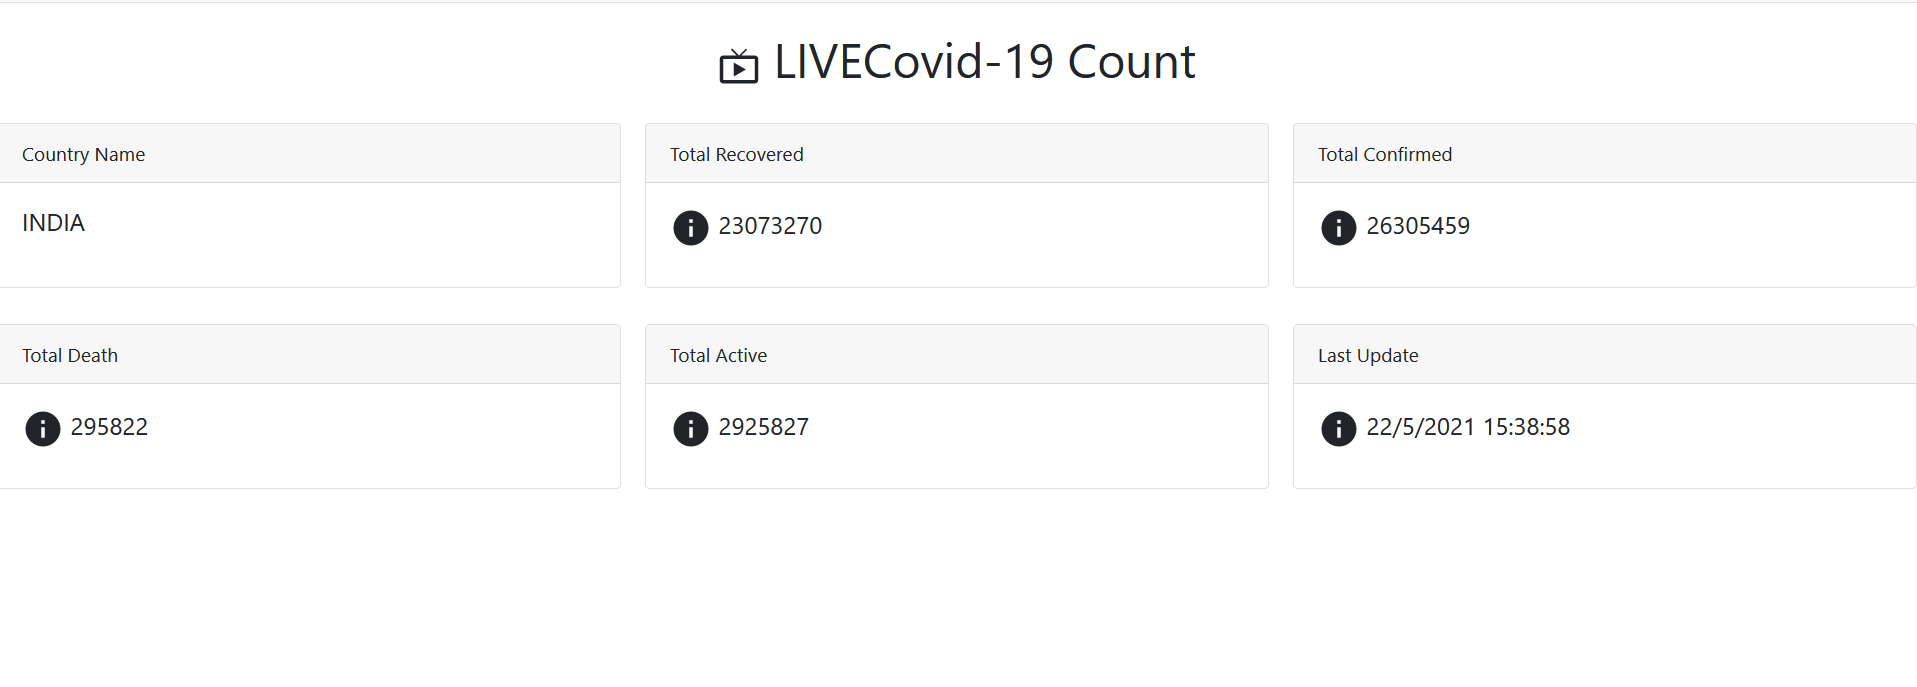 LIVECovid-19 Count
Country Name
INDIA
Total Recovered
23073270
Total Confirmed
26305459
Total Death
295822
Total Active
2925827
Last Update
22/5/2021 15:38:58